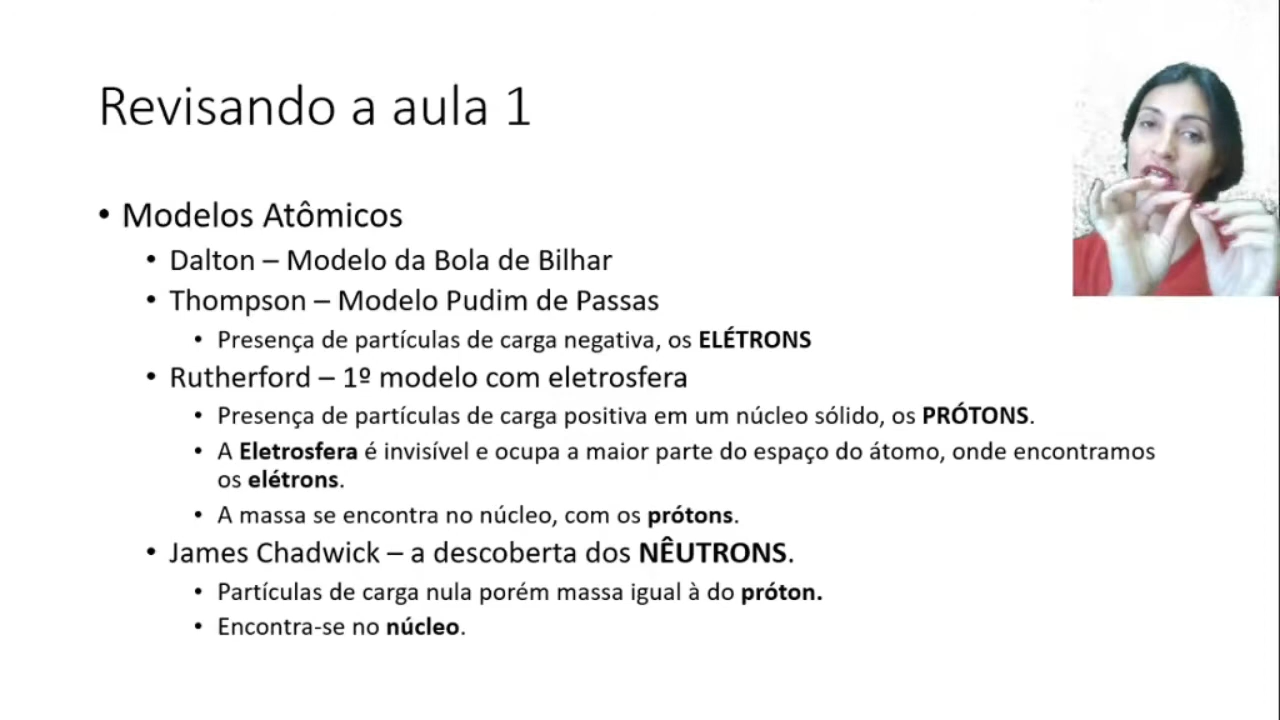 Revisando a aula 1
• Modelos Atômicos
• Dalton – Modelo da Bola de Bilhar
• Thompson – Modelo Pudim de Passas
• Presença de partículas de carga negativa, os ELÉTRONS
• Rutherford – 1º modelo com eletrosfera
• Presença de partículas de carga positiva em um núcleo sólido, os PRÓTONS.
• A Eletrosfera é invisível e ocupa a maior parte do espaço do átomo, onde encontramos
os elétrons.
• A massa se encontra no núcleo, com os prótons.
• James Chadwick – a descoberta dos NÊUTRONS.
• Partículas de carga nula porém massa igual à do próton.
• Encontra-se no núcleo.